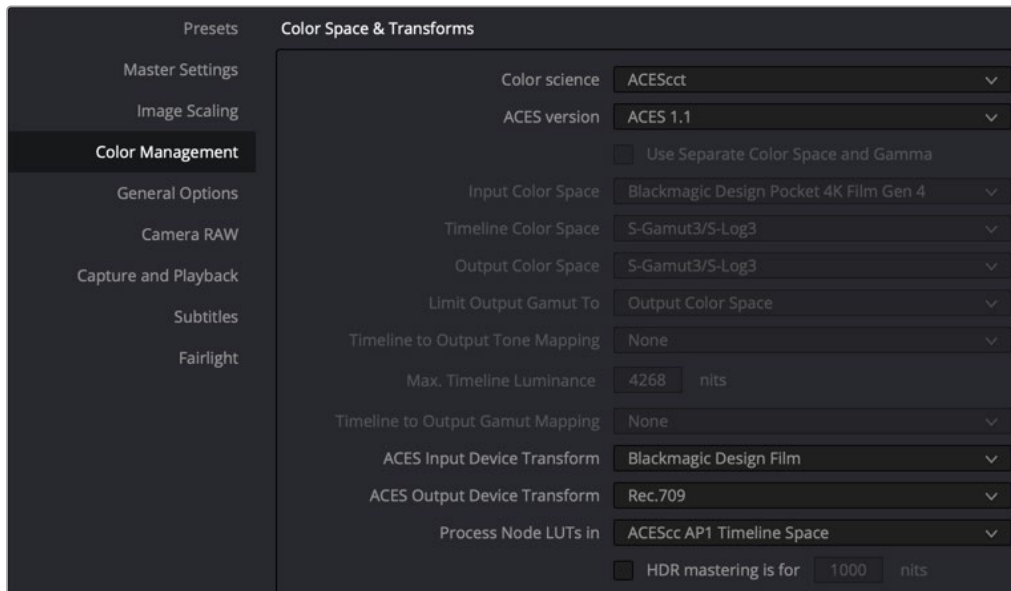 Presets
Master Settings
Image Scaling
Color Management
General Options
Camera RAW
Capture and Playback
Subtitles
Fairlight
Color Space & Transforms
Color science ACEScct
ACES version ACES 1.1
Use Separate Color Space and Gamma
Input Color Space Blackmagic Design Pocket 4K Film Gen 4
Timeline Color Space S-Gamut3/S-Log3
Output Color Space S-Gamut3/S-Log3
Limit Output Gamut To Output Color Space
Timeline to Output Tone Mapping None
Max. Timeline Luminance 4268 nits
Timeline to Output Gamut Mapping None
ACES Input Device Transform Blackmagic Design Film
ACES Output Device Transform Rec.709
Process Node LUTs in ACEScc AP1 Timeline Space
HDR mastering is for 1000 nits